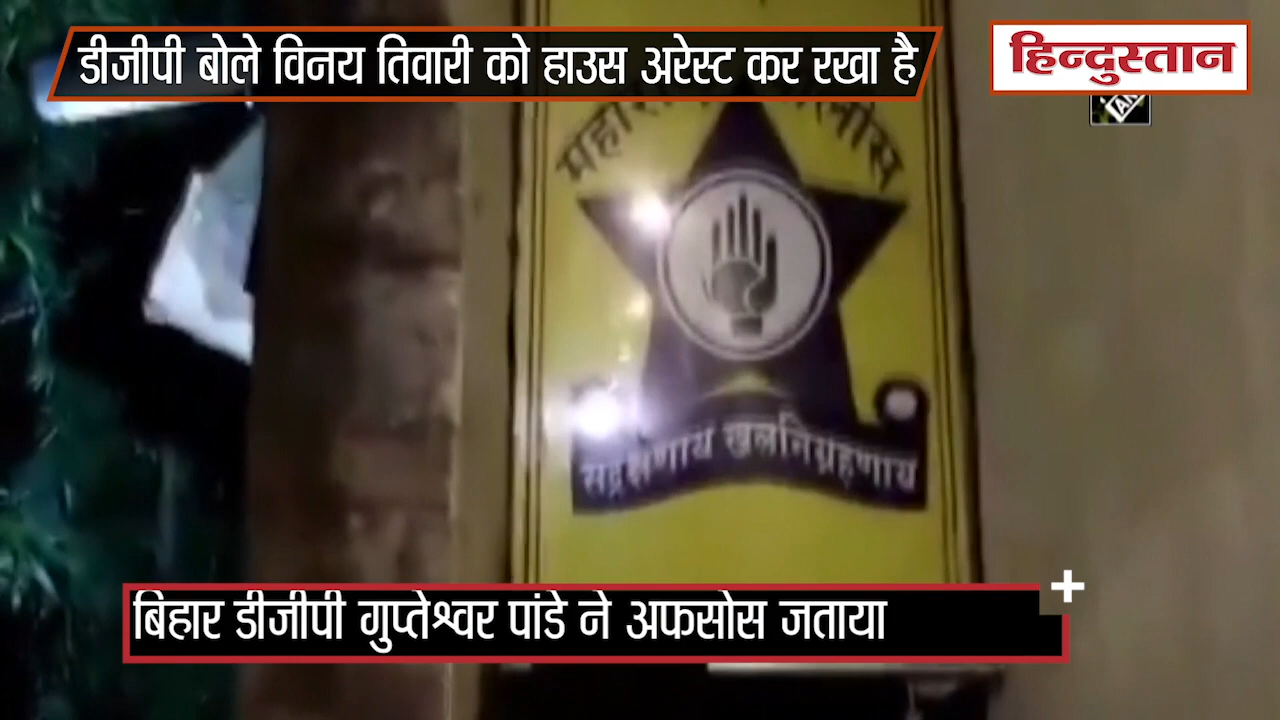 डीजीपी बोले विनय तिवारी को हाउस अरेस्ट कर रखा है
हिन्दुस्तान
सद्रक्षणाय खलनिग्रहणाय
बिहार डीजीपी गुप्तेश्वर पांडे ने अफसोस जताया